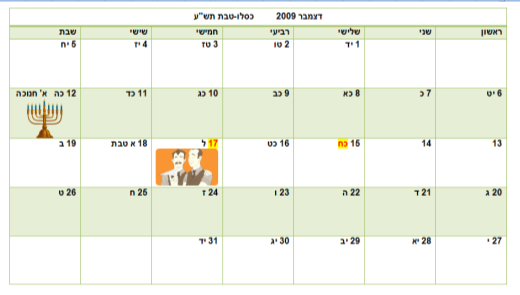 דצמבר 2009 כסלו-טבת תש"ע
ראשון שני שלישי רביעי חמישי שישי שבת
1 יד 2 טו 3 טז 4 יז 5 יח
6 יט 7 כ 8 כא 9 כב 10 כג 11 כד 12 כה א' חנוכה
13 14 15 כח 16 כט 17 ל 18 א טבת 19 ב
20 ג 21 ד 22 ה 23 ו 24 ז 25 ח 26 ט
27 י 28 יא 29 יב 30 יג 31 יד